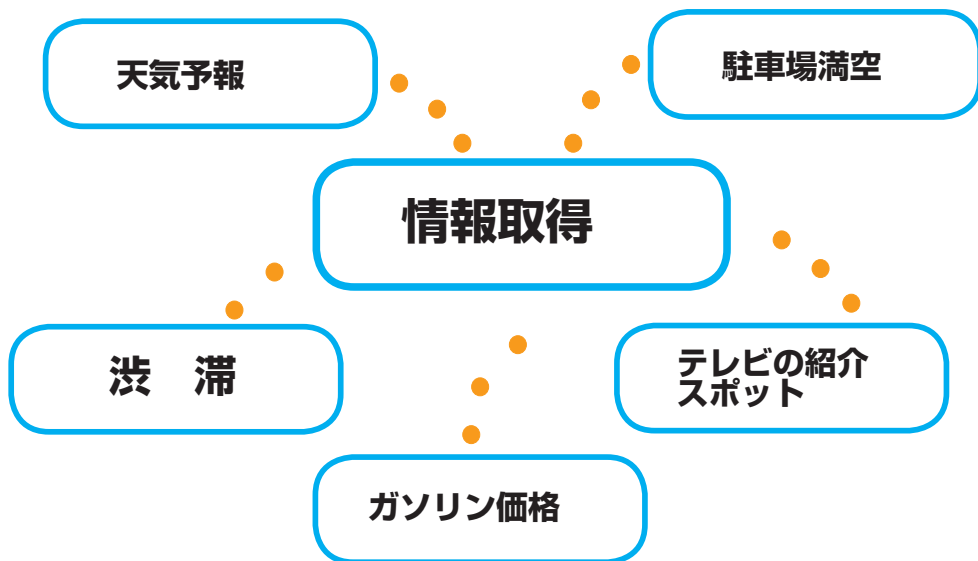 天気予報
駐車場満空
情報取得
渋　滞
テレビの紹介
スポット
ガソリン価格